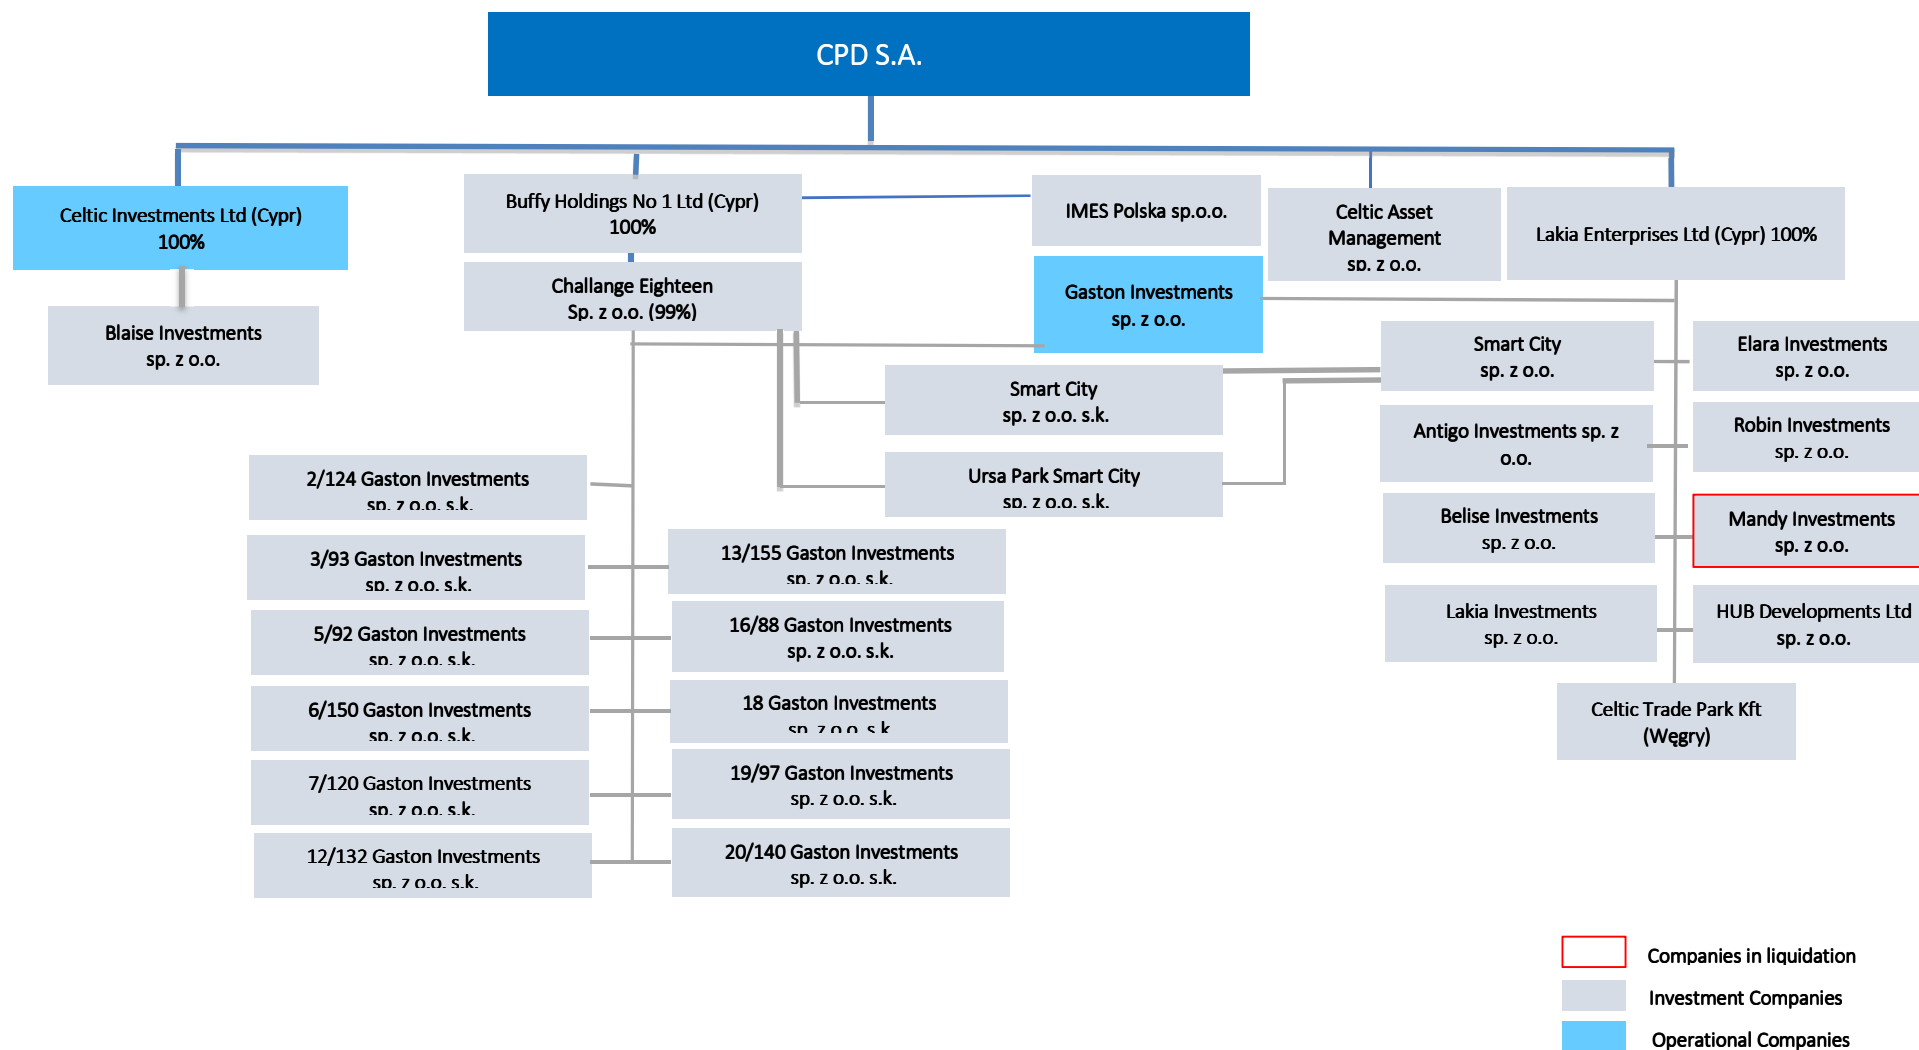 CPD S.A.
Celtic Investments Ltd (Cypr)
100%
Buffy Holdings No 1 Ltd (Cypr)
100%
IMES Polska sp.o.o.
Celtic Asset
Management
sp. z o.o.
Lakia Enterprises Ltd (Cypr) 100%
Challange Eighteen
Sp. z o.o. (99%)
Gaston Investments
sp. z o.o.
Blaise Investments
sp. z o.o.
Smart City
sp. z o.o.
Elara Investments
sp. z o.o.
Smart City
sp. z o.o. s.k.
Antigo Investments sp. z
o.o.
Robin Investments
sp. z o.o.
Ursa Park Smart City
sp. z o.o. s.k.
2/124 Gaston Investments
sp. z o.o. s.k.
Belise Investments
sp. z o.o.
Mandy Investments
sp. z o.o.
3/93 Gaston Investments
sp. z o.o. s.k.
13/155 Gaston Investments
sp. z o.o. s.k.
5/92 Gaston Investments
sp. z o.o. s.k.
16/88 Gaston Investments
sp. z o.o. s.k.
Lakia Investments
sp. z o.o.
HUB Developments Ltd
sp. z o.o.
6/150 Gaston Investments
sp. z o.o. s.k.
18 Gaston Investments
sp. z o.o. s.k.
Celtic Trade Park Kft
(Węgry)
7/120 Gaston Investments
sp. z o.o. s.k.
19/97 Gaston Investments
sp. z o.o. s.k.
12/132 Gaston Investments
sp. z o.o. s.k.
20/140 Gaston Investments
sp. z o.o. s.k.
Companies in liquidation
Investment Companies
Operational Companies